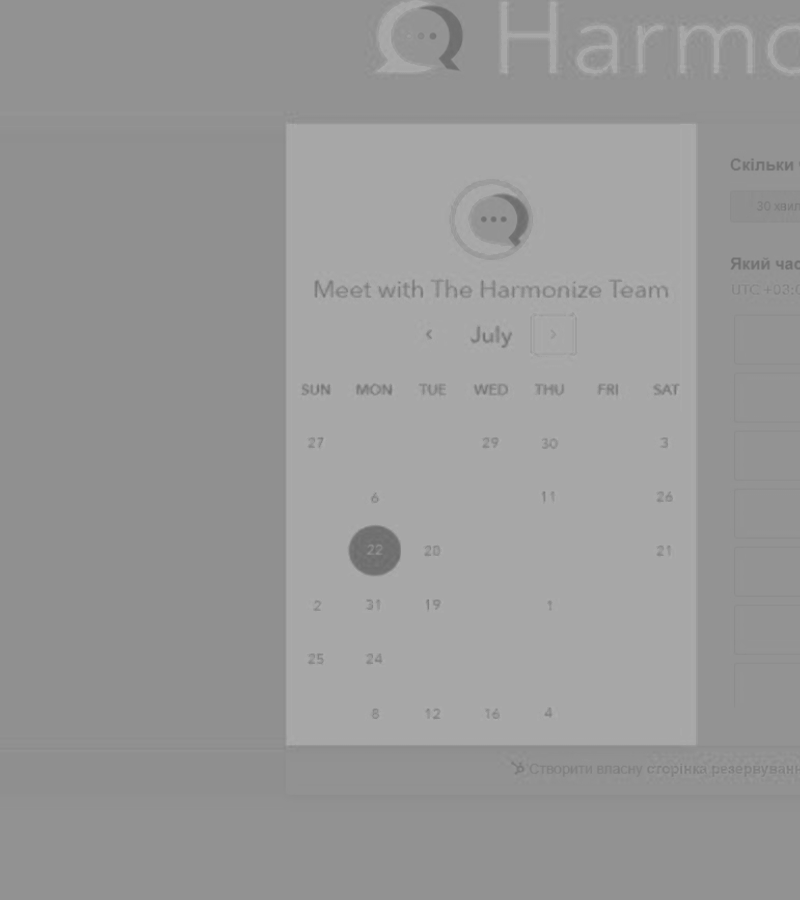 Harmo
Meet with The Harmonize Team
‹ July ›
SUN MON TUE WED THU FRI SAT
27 29 30 3
6 11 26
22 20 21
2 31 19 1
25 24
8 12 16 4
Скільки
30 хвил
Який час
UTC +03:0
Створити власну сторінка резервуванн